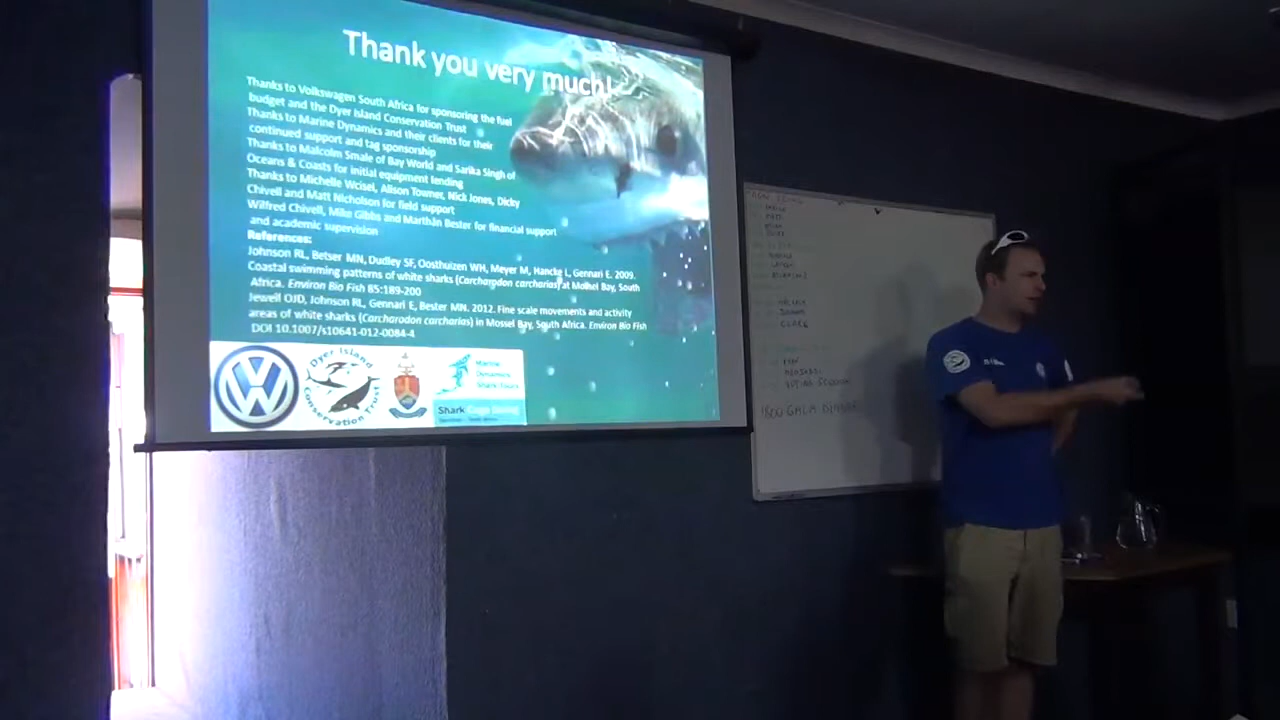 Thank you very much!
Thanks to Volkswagen South Africa for sponsoring the fuel
budget and the Dyer Island Conservation Trust
Thanks to Marine Dynamics and their clients for their
continued support and tag sponsorship
Thanks to Malcolm Smale of Bay World and Sarika Singh of
Oceans & Coasts for initial equipment lending
Thanks to Michelle Wcisel, Alison Towner, Nick Jones, Dicky
Chivell and Matt Nicholson for field support
Wilfred Chivell, Mike Gibbs and Marthán Bester for financial support
and academic supervision
References:
Johnson RL, Betser MN, Dudley SF, Oosthuizen WH, Meyer M, Hancke L, Gennari E. 2009.
Coastal swimming patterns of white sharks (Carcharodon carcharias) at Mossel Bay, South
Africa. Environ Bio Fish 85:189-200
Jewell OJD, Johnson RL, Gennari E, Bester MN. 2012. Fine scale movements and activity
areas of white sharks (Carcharodon carcharias) in Mossel Bay, South Africa. Environ Bio Fish
DOI 10.1007/s10641-012-0084-4
VW
Dyer Island
Conservation Trust
Marine
Dynamics
Shark Tours
Shark
1800 GALA DINNER